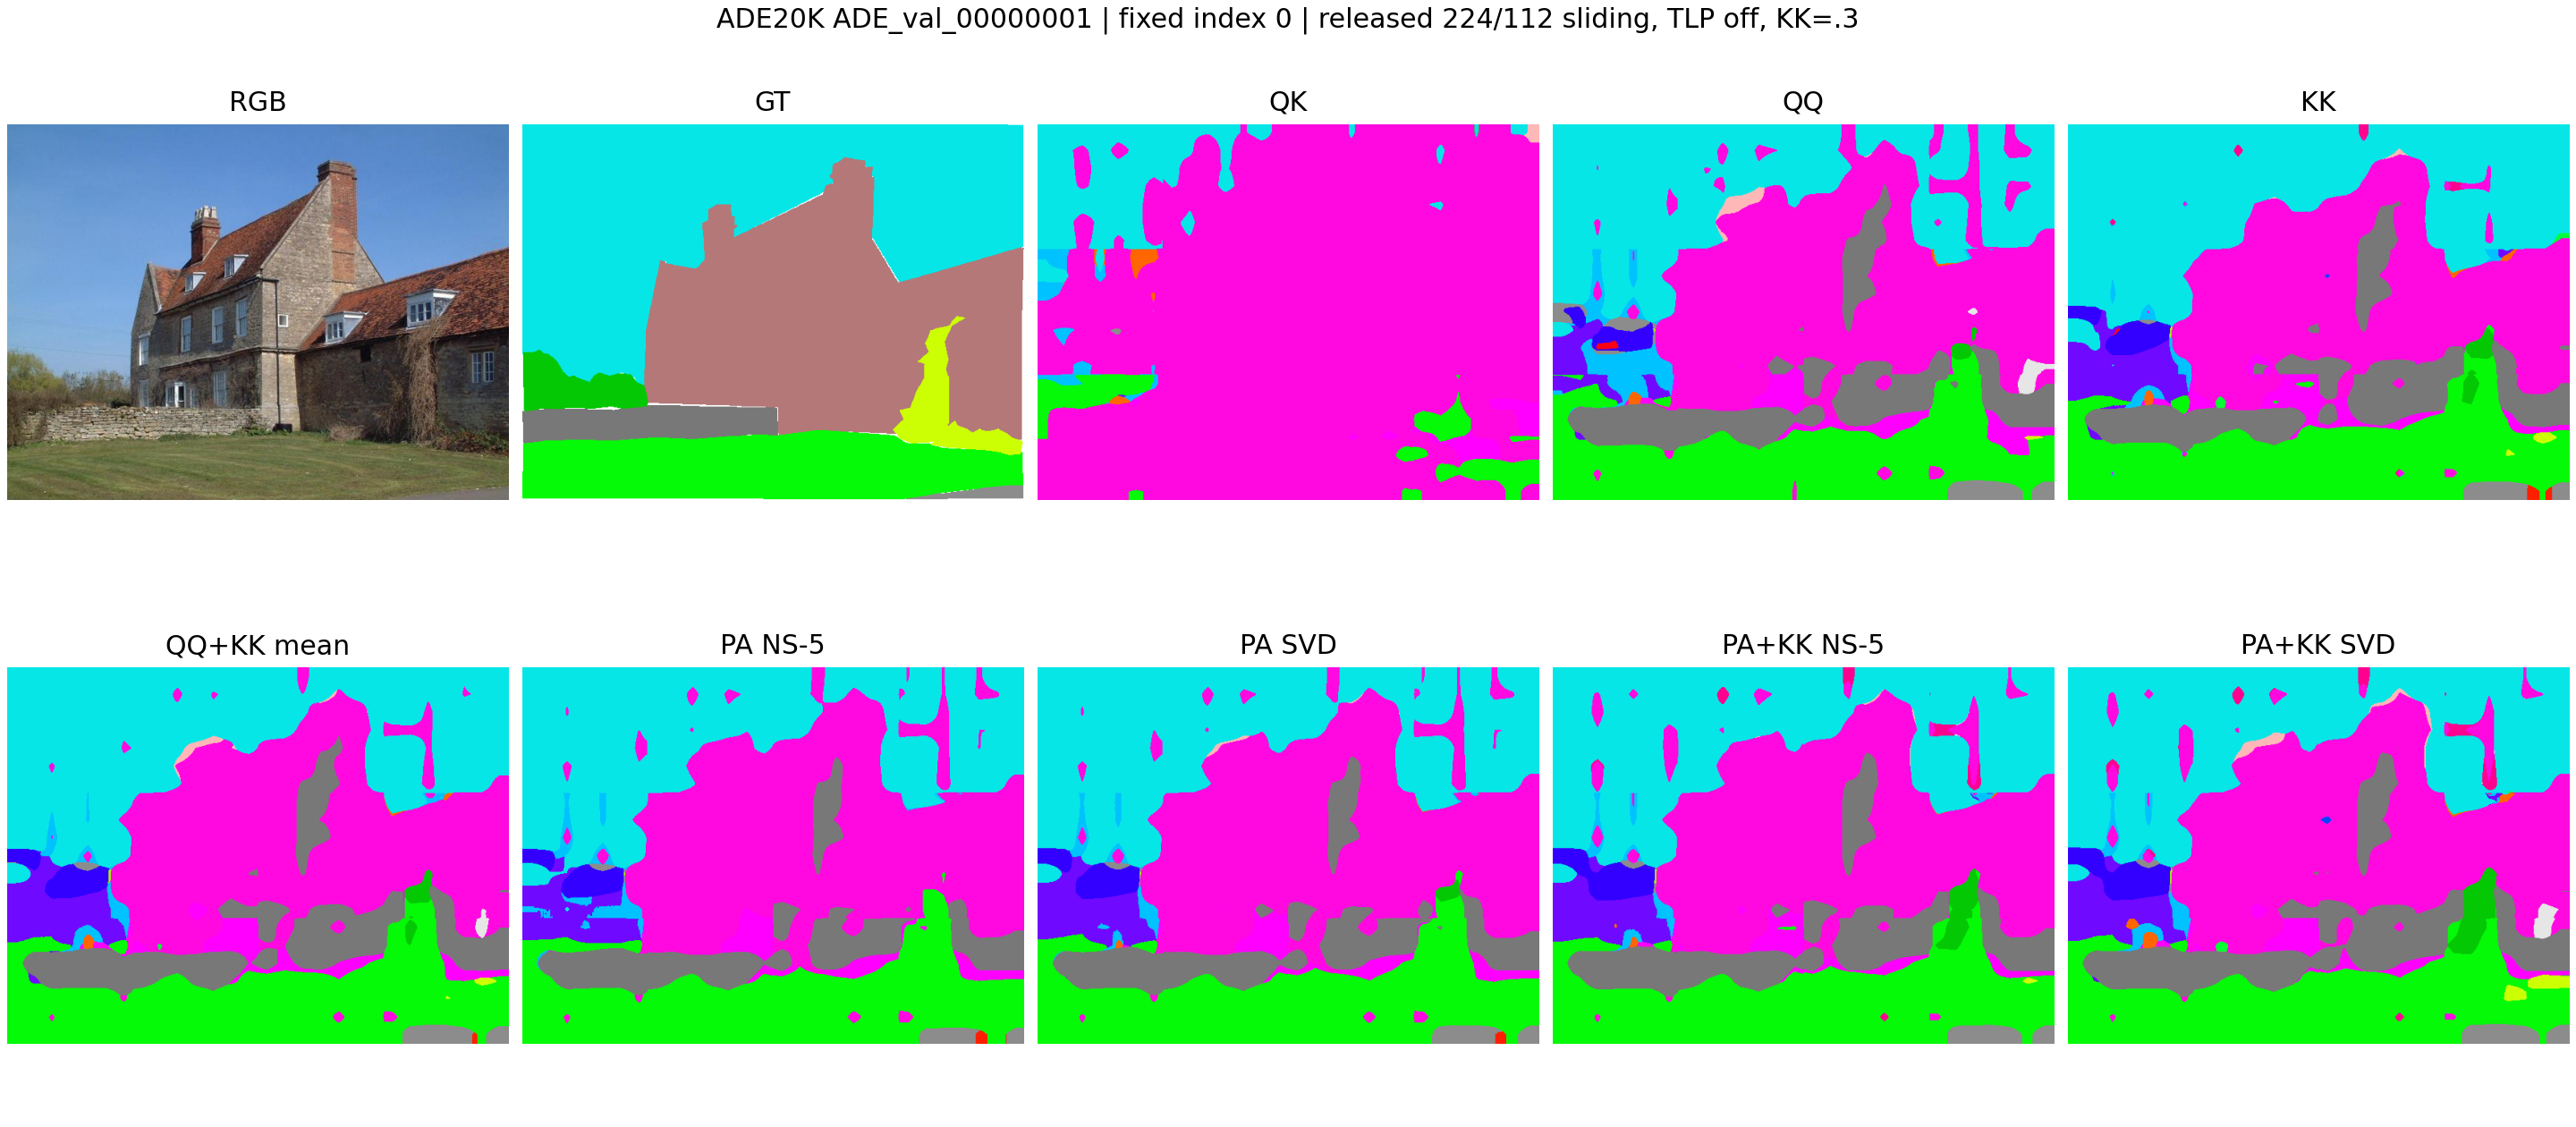 ADE20K ADE_val_00000001 | fixed index 0 | released 224/112 sliding, TLP off, KK=.3
RGB GT QK QQ KK
QQ+KK mean PA NS-5 PA SVD PA+KK NS-5 PA+KK SVD